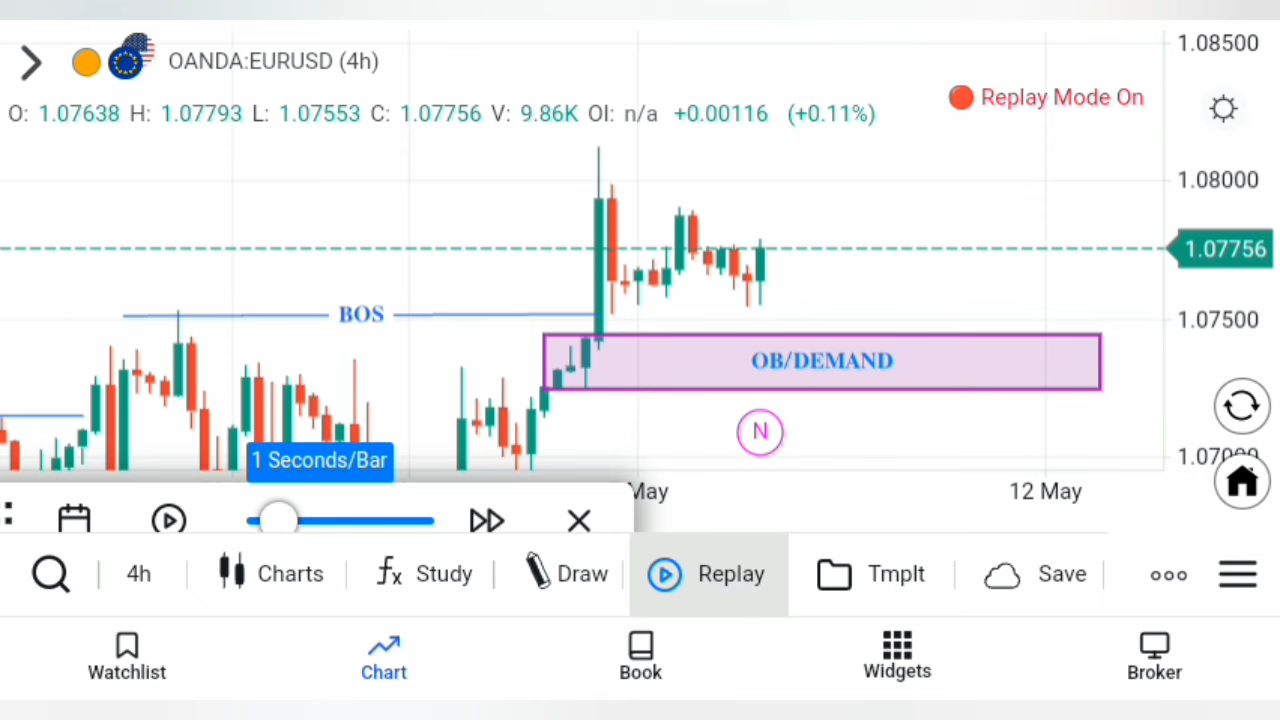 OANDA:EURUSD (4h)
O: 1.07638 H: 1.07793 L: 1.07553 C: 1.07756 V: 9.86K OI: n/a +0.00116 (+0.11%)
Replay Mode On
1.08500
1.08000
1.07756
1.07500
BOS
OB/DEMAND
N
1 Seconds/Bar
May
12 May
4h
Charts
fx Study
Draw
Replay
Tmplt
Save
Watchlist
Chart
Book
Widgets
Broker